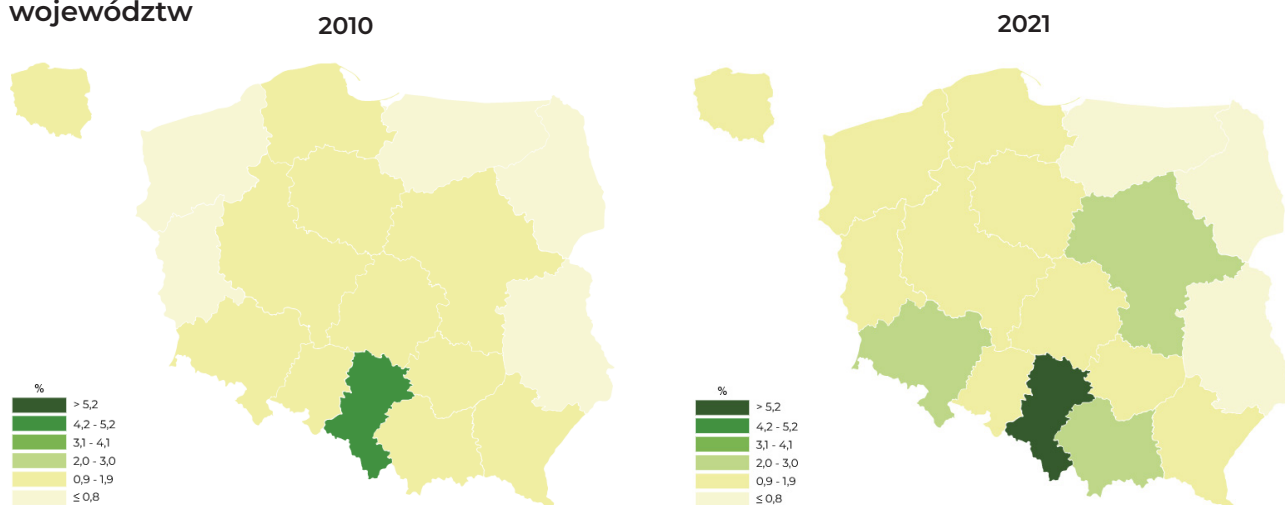 województw
2010
2021
%
> 5,2
4,2 - 5,2
3,1 - 4,1
2,0 - 3,0
0,9 - 1,9
≤ 0,8
%
> 5,2
4,2 - 5,2
3,1 - 4,1
2,0 - 3,0
0,9 - 1,9
≤ 0,8